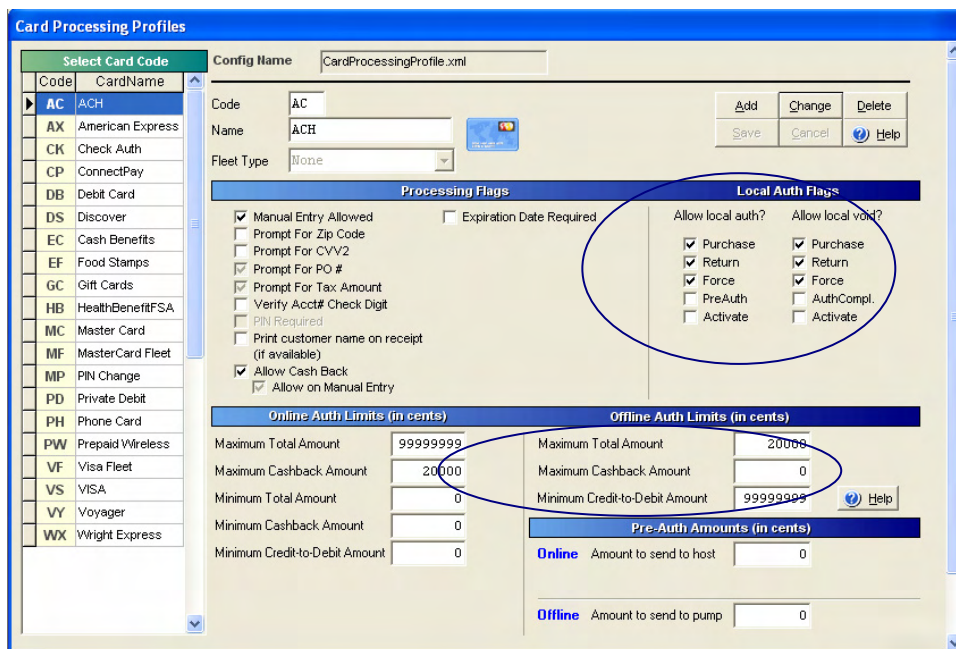 Card Processing Profiles
Select Card Code
Code CardName
AC ACH
AX American Express
CK Check Auth
CP ConnectPay
DB Debit Card
DS Discover
EC Cash Benefits
EF Food Stamps
GC Gift Cards
HB HealthBenefitFSA
MC Master Card
MF MasterCard Fleet
MP PIN Change
PD Private Debit
PH Phone Card
PW Prepaid Wireless
VF Visa Fleet
VS VISA
VY Voyager
WX Wright Express
Config Name CardProcessingProfile.xml
Code AC
Name ACH
Fleet Type None
Add Change Delete
Save Cancel Help
Processing Flags
Manual Entry Allowed
Prompt For Zip Code
Prompt For CVV2
Prompt For PO #
Prompt For Tax Amount
Verify Acct# Check Digit
PIN Required
Print customer name on receipt
(if available)
Allow Cash Back
Allow on Manual Entry
Expiration Date Required
Local Auth Flags
Allow local auth? Allow local void?
Purchase Purchase
Return Return
Force Force
PreAuth AuthCompl.
Activate Activate
Online Auth Limits (in cents)
Maximum Total Amount 99999999
Maximum Cashback Amount 20000
Minimum Total Amount 0
Minimum Cashback Amount 0
Minimum Credit-to-Debit Amount 0
Offline Auth Limits (in cents)
Maximum Total Amount 20000
Maximum Cashback Amount 0
Minimum Credit-to-Debit Amount 99999999 Help
Pre-Auth Amounts (in cents)
Online Amount to send to host 0
Offline Amount to send to pump 0